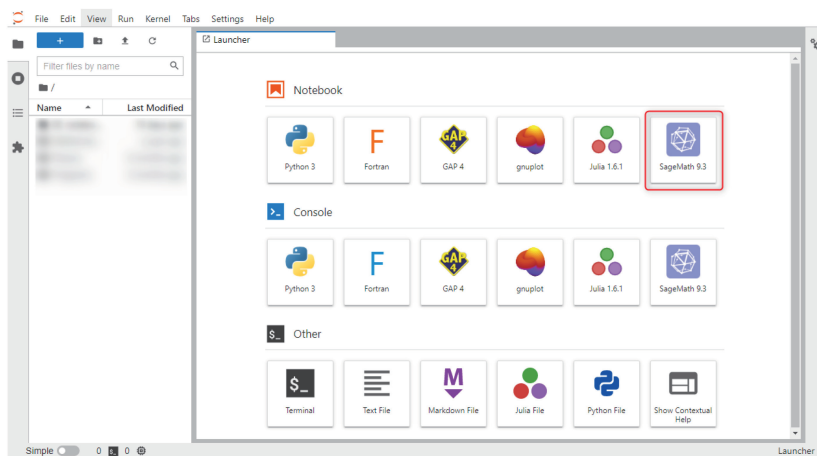 File Edit View Run Kernel Tabs Settings Help
Launcher
Filter files by name
/
Name Last Modified
Notebook
Python 3 Fortran GAP 4 gnuplot Julia 1.6.1 SageMath 9.3
Console
Python 3 Fortran GAP 4 gnuplot Julia 1.6.1 SageMath 9.3
$_ Other
Terminal Text File Markdown File Julia File Python File Show Contextual
Help
Simple 0 $_ 0 Launcher